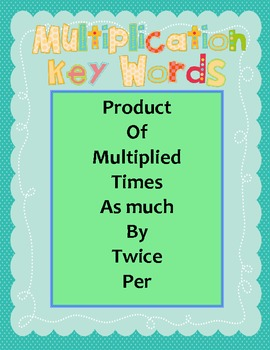 Multiplication
Key Words
Product
Of
Multiplied
Times
As much
By
Twice
Per